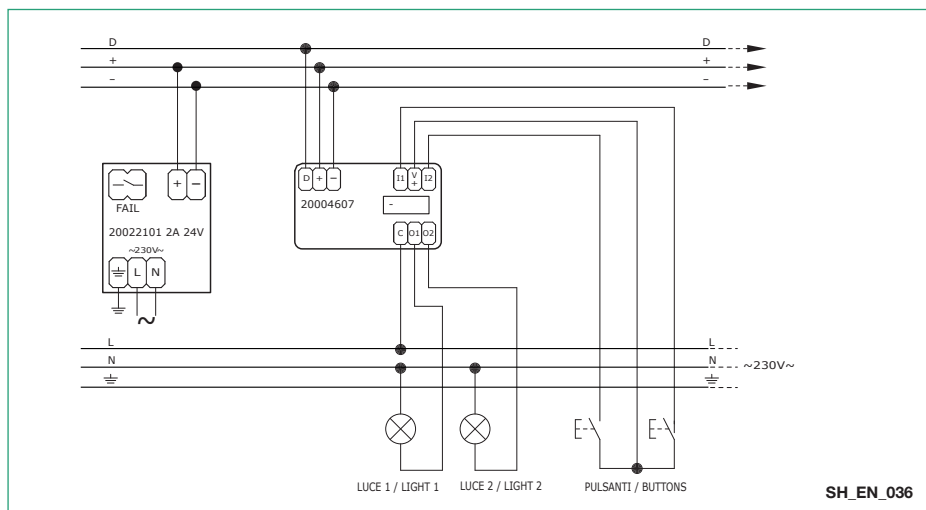 D D
+ +
– –
+ –
FAIL
20022101 2A 24V
~230V~
L N
D + –
I1 V+ I2
20004607
-
C O1 O2
~
L L
N N ~230V~
LUCE 1 / LIGHT 1 LUCE 2 / LIGHT 2 PULSANTI / BUTTONS
SH_EN_036